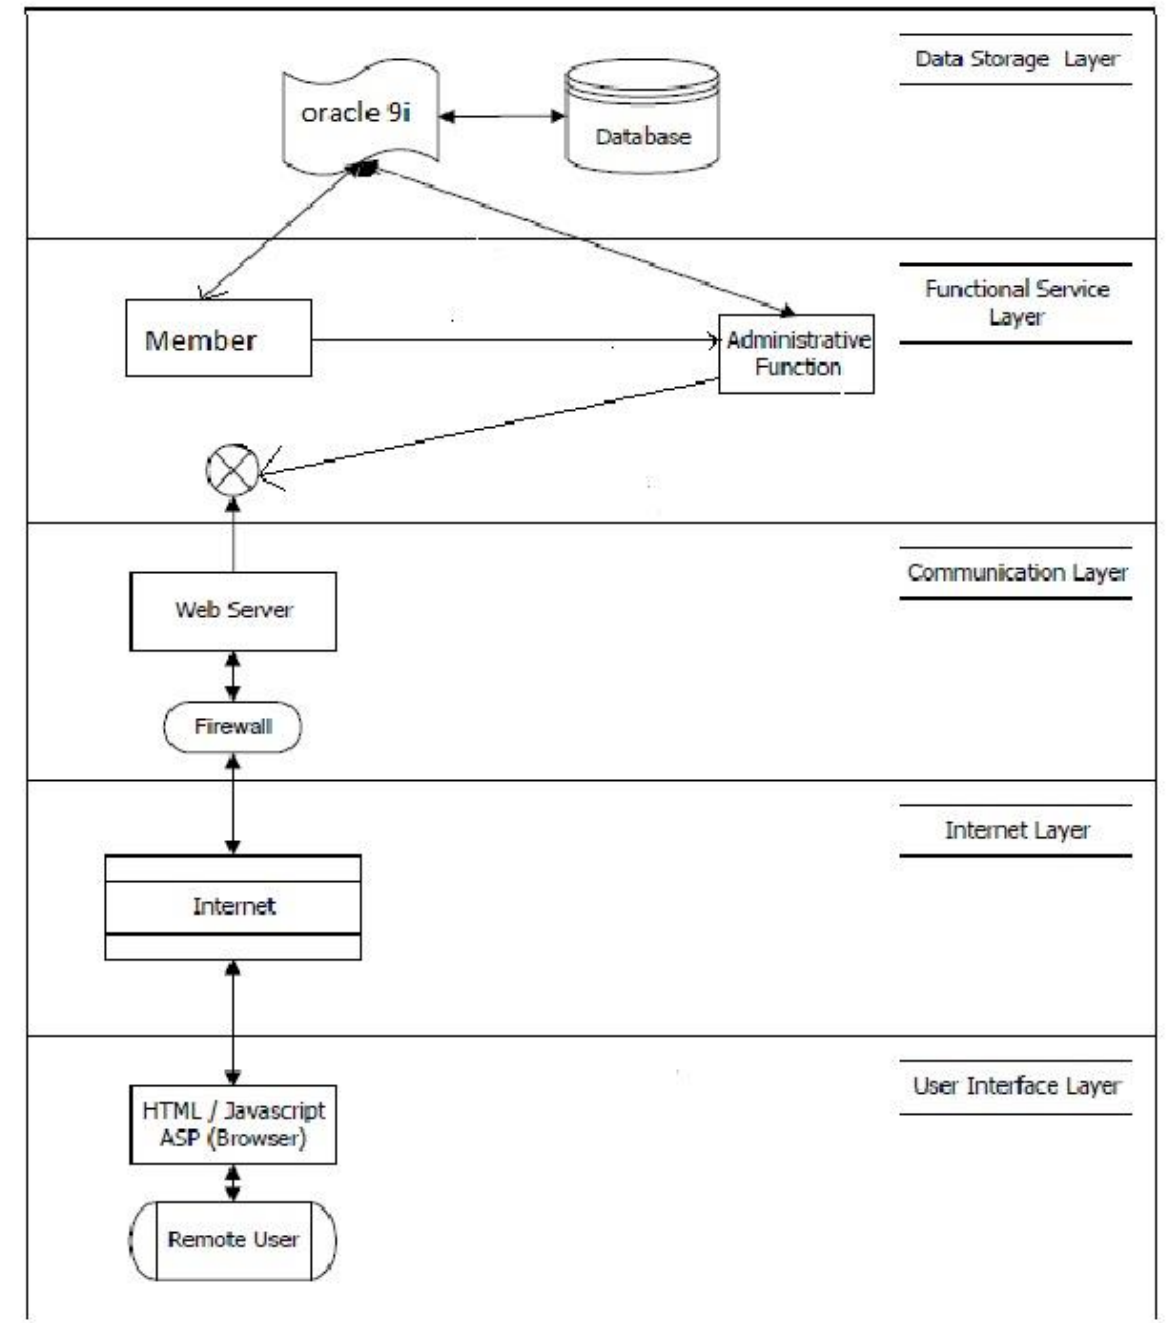 Data Storage Layer
oracle 9i
Database
Functional Service
Layer
Member
Administrative
Function
Communication Layer
Web Server
Firewall
Internet Layer
Internet
User Interface Layer
HTML / Javascript
ASP (Browser)
Remote User